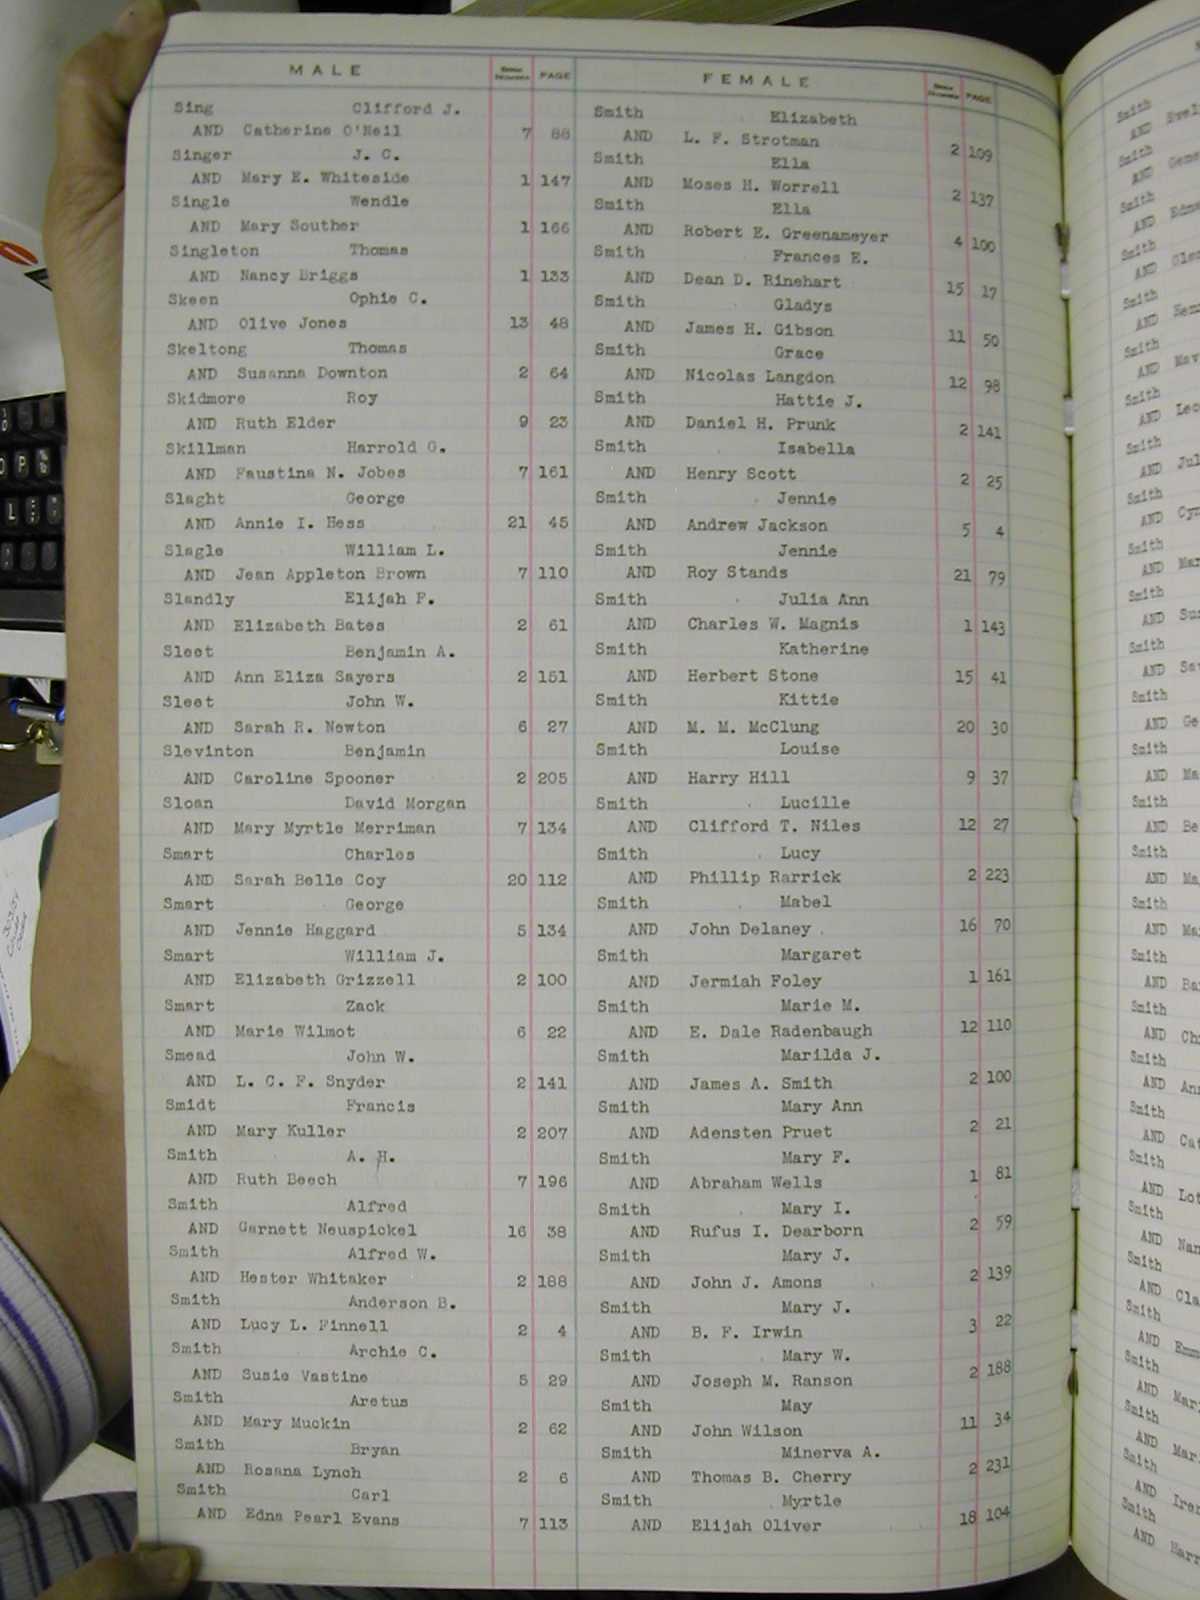 MALE PAGE
Sing Clifford J.
AND Catherine O'Neil 7 88
Singer J. C.
AND Mary E. Whiteside 1 147
Single Wendle
AND Mary Souther 1 166
Singleton Thomas
AND Nancy Briggs 1 133
Skeen Ophie C.
AND Olive Jones 13 48
Skeltong Thomas
AND Susanna Downton 2 64
Skidmore Roy
AND Ruth Elder 9 23
Skillman Harrold G.
AND Faustina N. Jobes 7 161
Slaght George
AND Annie I. Hess 21 45
Slagle William L.
AND Jean Appleton Brown 7 110
Slandly Elijah F.
AND Elizabeth Bates 2 61
Sleet Benjamin A.
AND Ann Eliza Sayers 2 151
Sleet John W.
AND Sarah R. Newton 6 27
Slevinton Benjamin
AND Caroline Spooner 2 205
Sloan David Morgan
AND Mary Myrtle Merriman 7 134
Smart Charles
AND Sarah Belle Coy 20 112
Smart George
AND Jennie Haggard 5 134
Smart William J.
AND Elizabeth Grizzell 2 100
Smart Zack
AND Marie Wilmot 6 22
Smead John W.
AND L. C. F. Snyder 2 141
Smidt Francis
AND Mary Kuller 2 207
Smith A. H.
AND Ruth Beech 7 196
Smith Alfred
AND Garnett Neuspickel 16 38
Smith Alfred W.
AND Hester Whitaker 2 188
Smith Anderson B.
AND Lucy L. Finnell 2 4
Smith Archie C.
AND Susie Vastine 5 29
Smith Aretus
AND Mary Muckin 2 62
Smith Bryan
AND Rosana Lynch 2 6
Smith Carl
AND Edna Pearl Evans 7 113
FEMALE PAGE
Smith Elizabeth
AND L. F. Strotman 2 109
Smith Ella
AND Moses H. Worrell 2 137
Smith Ella
AND Robert E. Greenameyer 4 100
Smith Frances E.
AND Dean D. Rinehart 15 17
Smith Gladys
AND James H. Gibson 11 50
Smith Grace
AND Nicolas Langdon 12 98
Smith Hattie J.
AND Daniel H. Prunk 2 141
Smith Isabella
AND Henry Scott 2 25
Smith Jennie
AND Andrew Jackson 5 4
Smith Jennie
AND Roy Stands 21 79
Smith Julia Ann
AND Charles W. Magnis 1 143
Smith Katherine
AND Herbert Stone 15 41
Smith Kittie
AND M. M. McClung 20 30
Smith Louise
AND Harry Hill 9 37
Smith Lucille
AND Clifford T. Niles 12 27
Smith Lucy
AND Phillip Rarrick 2 223
Smith Mabel
AND John Delaney 16 70
Smith Margaret
AND Jermiah Foley 1 161
Smith Marie M.
AND E. Dale Radenbaugh 12 110
Smith Marilda J.
AND James A. Smith 2 100
Smith Mary Ann
AND Adensten Pruet 2 21
Smith Mary F.
AND Abraham Wells 1 81
Smith Mary I.
AND Rufus I. Dearborn 2 59
Smith Mary J.
AND John J. Amons 2 139
Smith Mary J.
AND B. F. Irwin 3 22
Smith Mary W.
AND Joseph M. Ranson 2 188
Smith May
AND John Wilson 11 34
Smith Minerva A.
AND Thomas B. Cherry 2 231
Smith Myrtle
AND Elijah Oliver 18 104